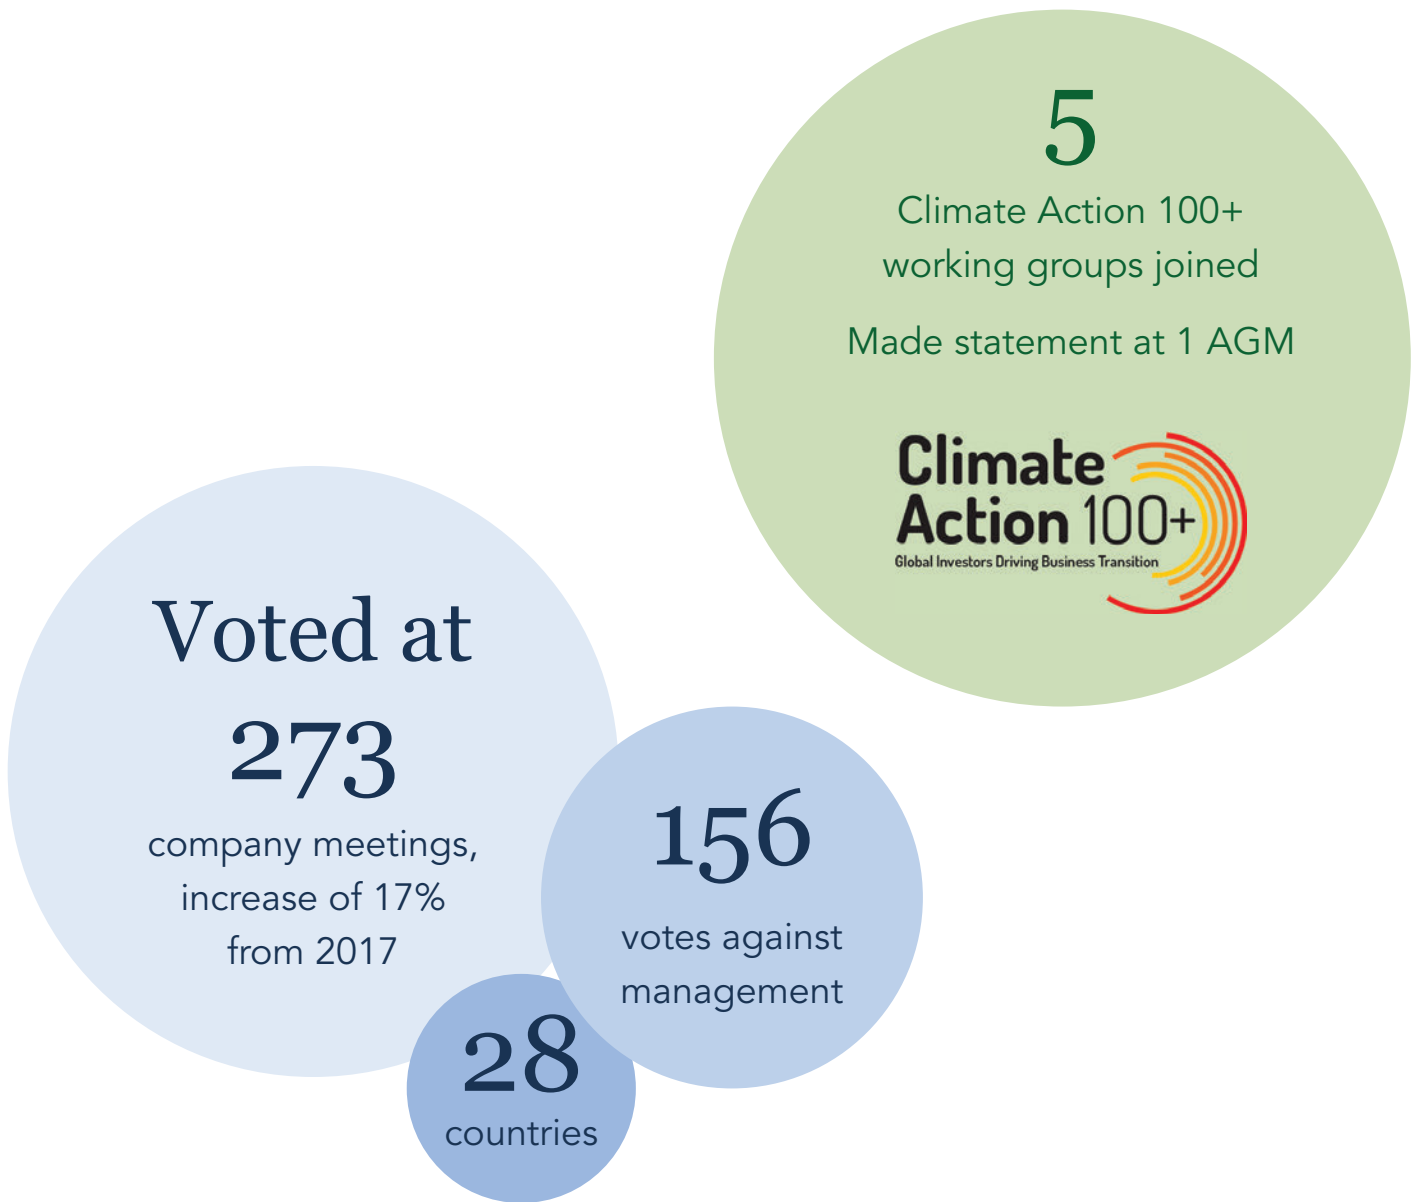 5
Climate Action 100+
working groups joined
Made statement at 1 AGM
Climate
Action 100+
Global Investors Driving Business Transition
Voted at
273
company meetings,
increase of 17%
from 2017
156
votes against
management
28
countries